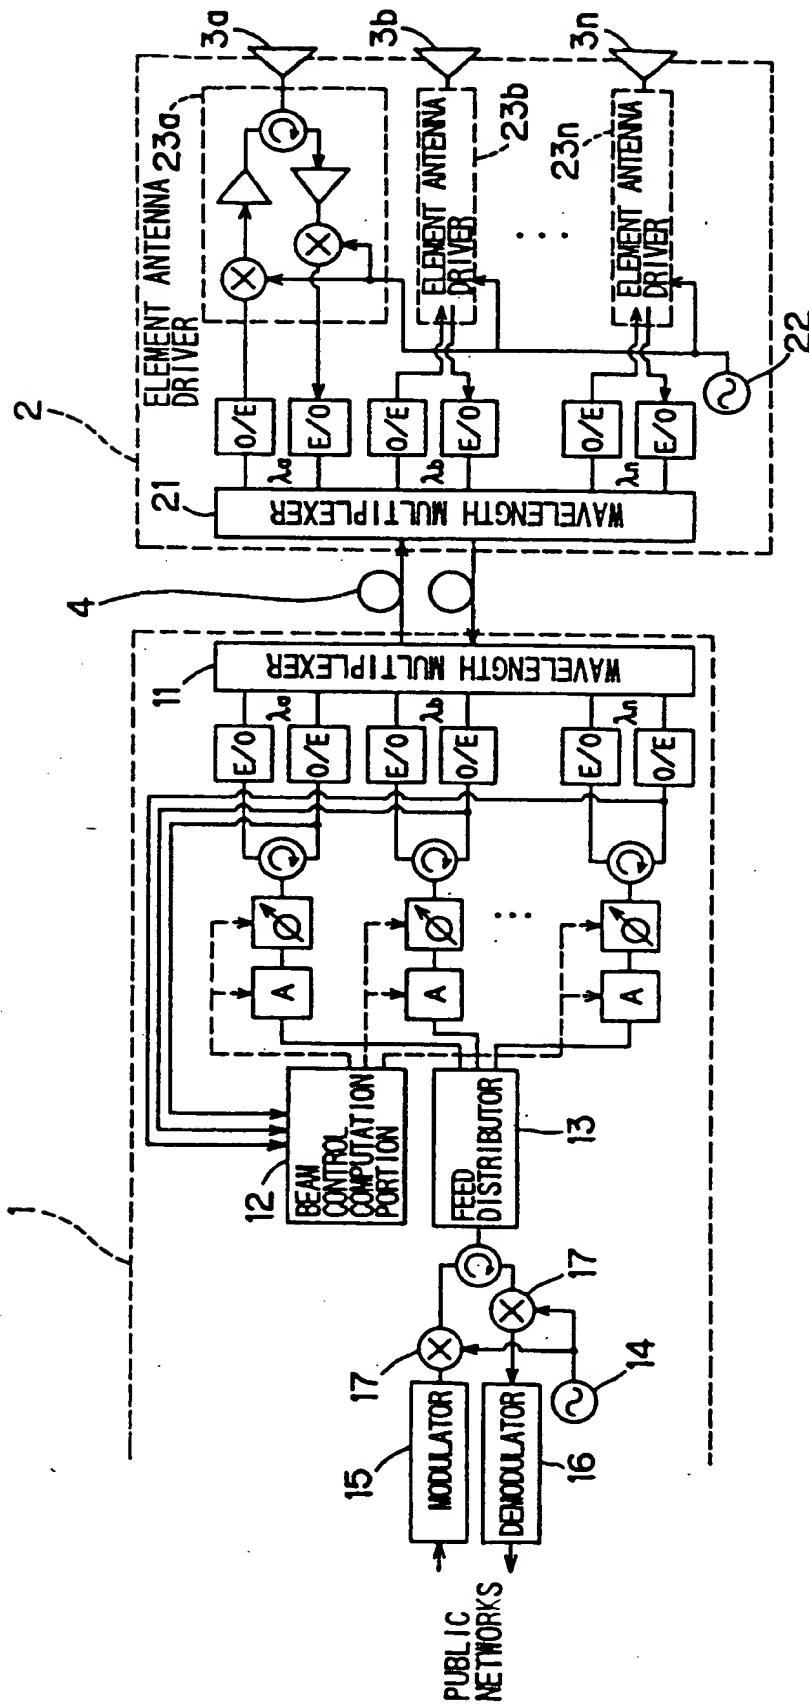 1
2
4
11
21
3a
3b
3n
23a
23b
23n
22
ELEMENT ANTENNA
DRIVER
O/E
λa
E/O
O/E
λb
E/O
O/E
λn
E/O
ELEMENT ANTENNA
DRIVER
ELEMENT ANTENNA
DRIVER
WAVELENGTH MULTIPLEXER
WAVELENGTH MULTIPLEXER
E/O
λa
O/E
E/O
λb
O/E
E/O
λn
O/E
Ø
A
Ø
A
Ø
A
...
...
12
BEAM
CONTROL
COMPUTATION
PORTION
13
FEED
DISTRIBUTOR
17
17
14
15
MODULATOR
16
DEMODULATOR
PUBLIC
NETWORKS